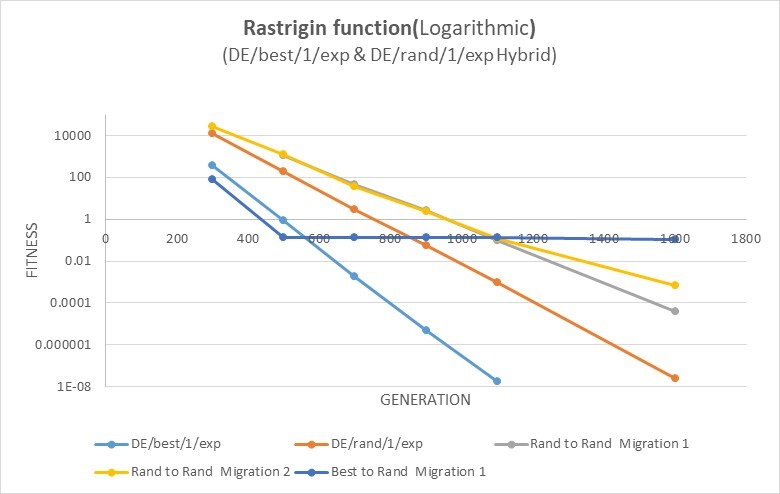 Rastrigin function(Logarithmic)
(DE/best/1/exp & DE/rand/1/exp Hybrid)
10000
100
1
0 200 400 600 800 1000 1200 1400 1600 1800
0.01
0.0001
0.000001
1E-08
FITNESS
GENERATION
DE/best/1/exp DE/rand/1/exp Rand to Rand Migration 1
Rand to Rand Migration 2 Best to Rand Migration 1